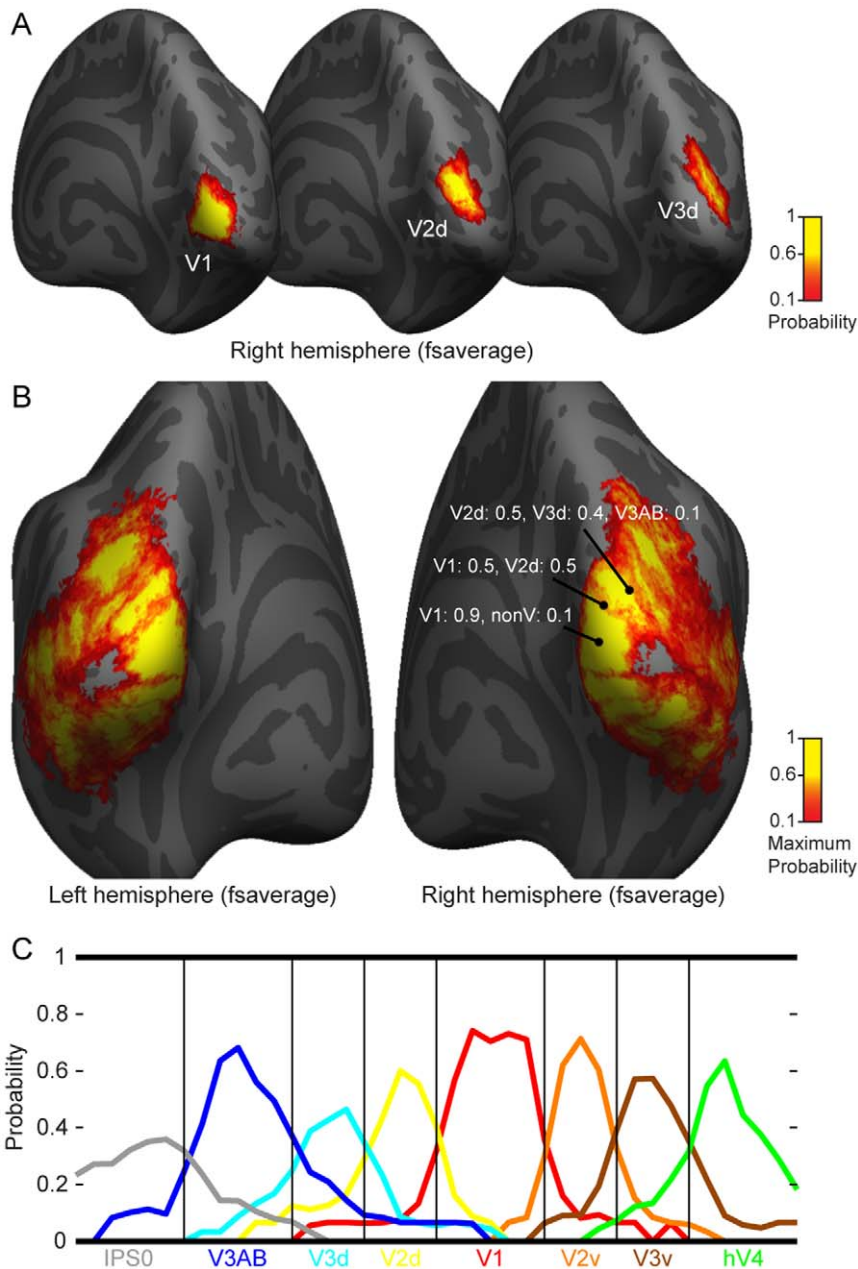 A
V1
V2d
V3d
1
0.6
0.1
Probability
Right hemisphere (fsaverage)
B
V2d: 0.5, V3d: 0.4, V3AB: 0.1
V1: 0.5, V2d: 0.5
V1: 0.9, nonV: 0.1
1
0.6
0.1
Maximum
Probability
Left hemisphere (fsaverage)
Right hemisphere (fsaverage)
C
1
0.8
0.6
0.4
0.2
0
Probability
IPS0 V3AB V3d V2d V1 V2v V3v hV4